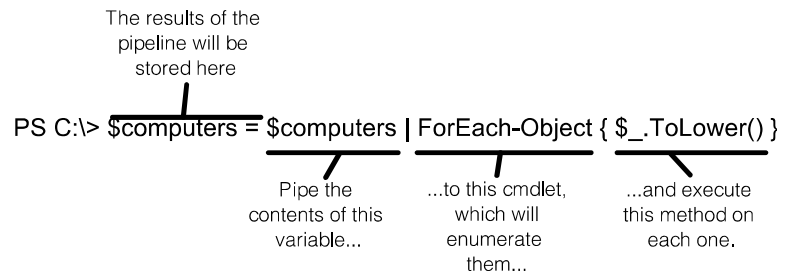 The results of the
pipeline will be
stored here
PS C:\> $computers = $computers | ForEach-Object { $_.ToLower() }
Pipe the
contents of this
variable...
...to this cmdlet,
which will
enumerate
them...
...and execute
this method on
each one.